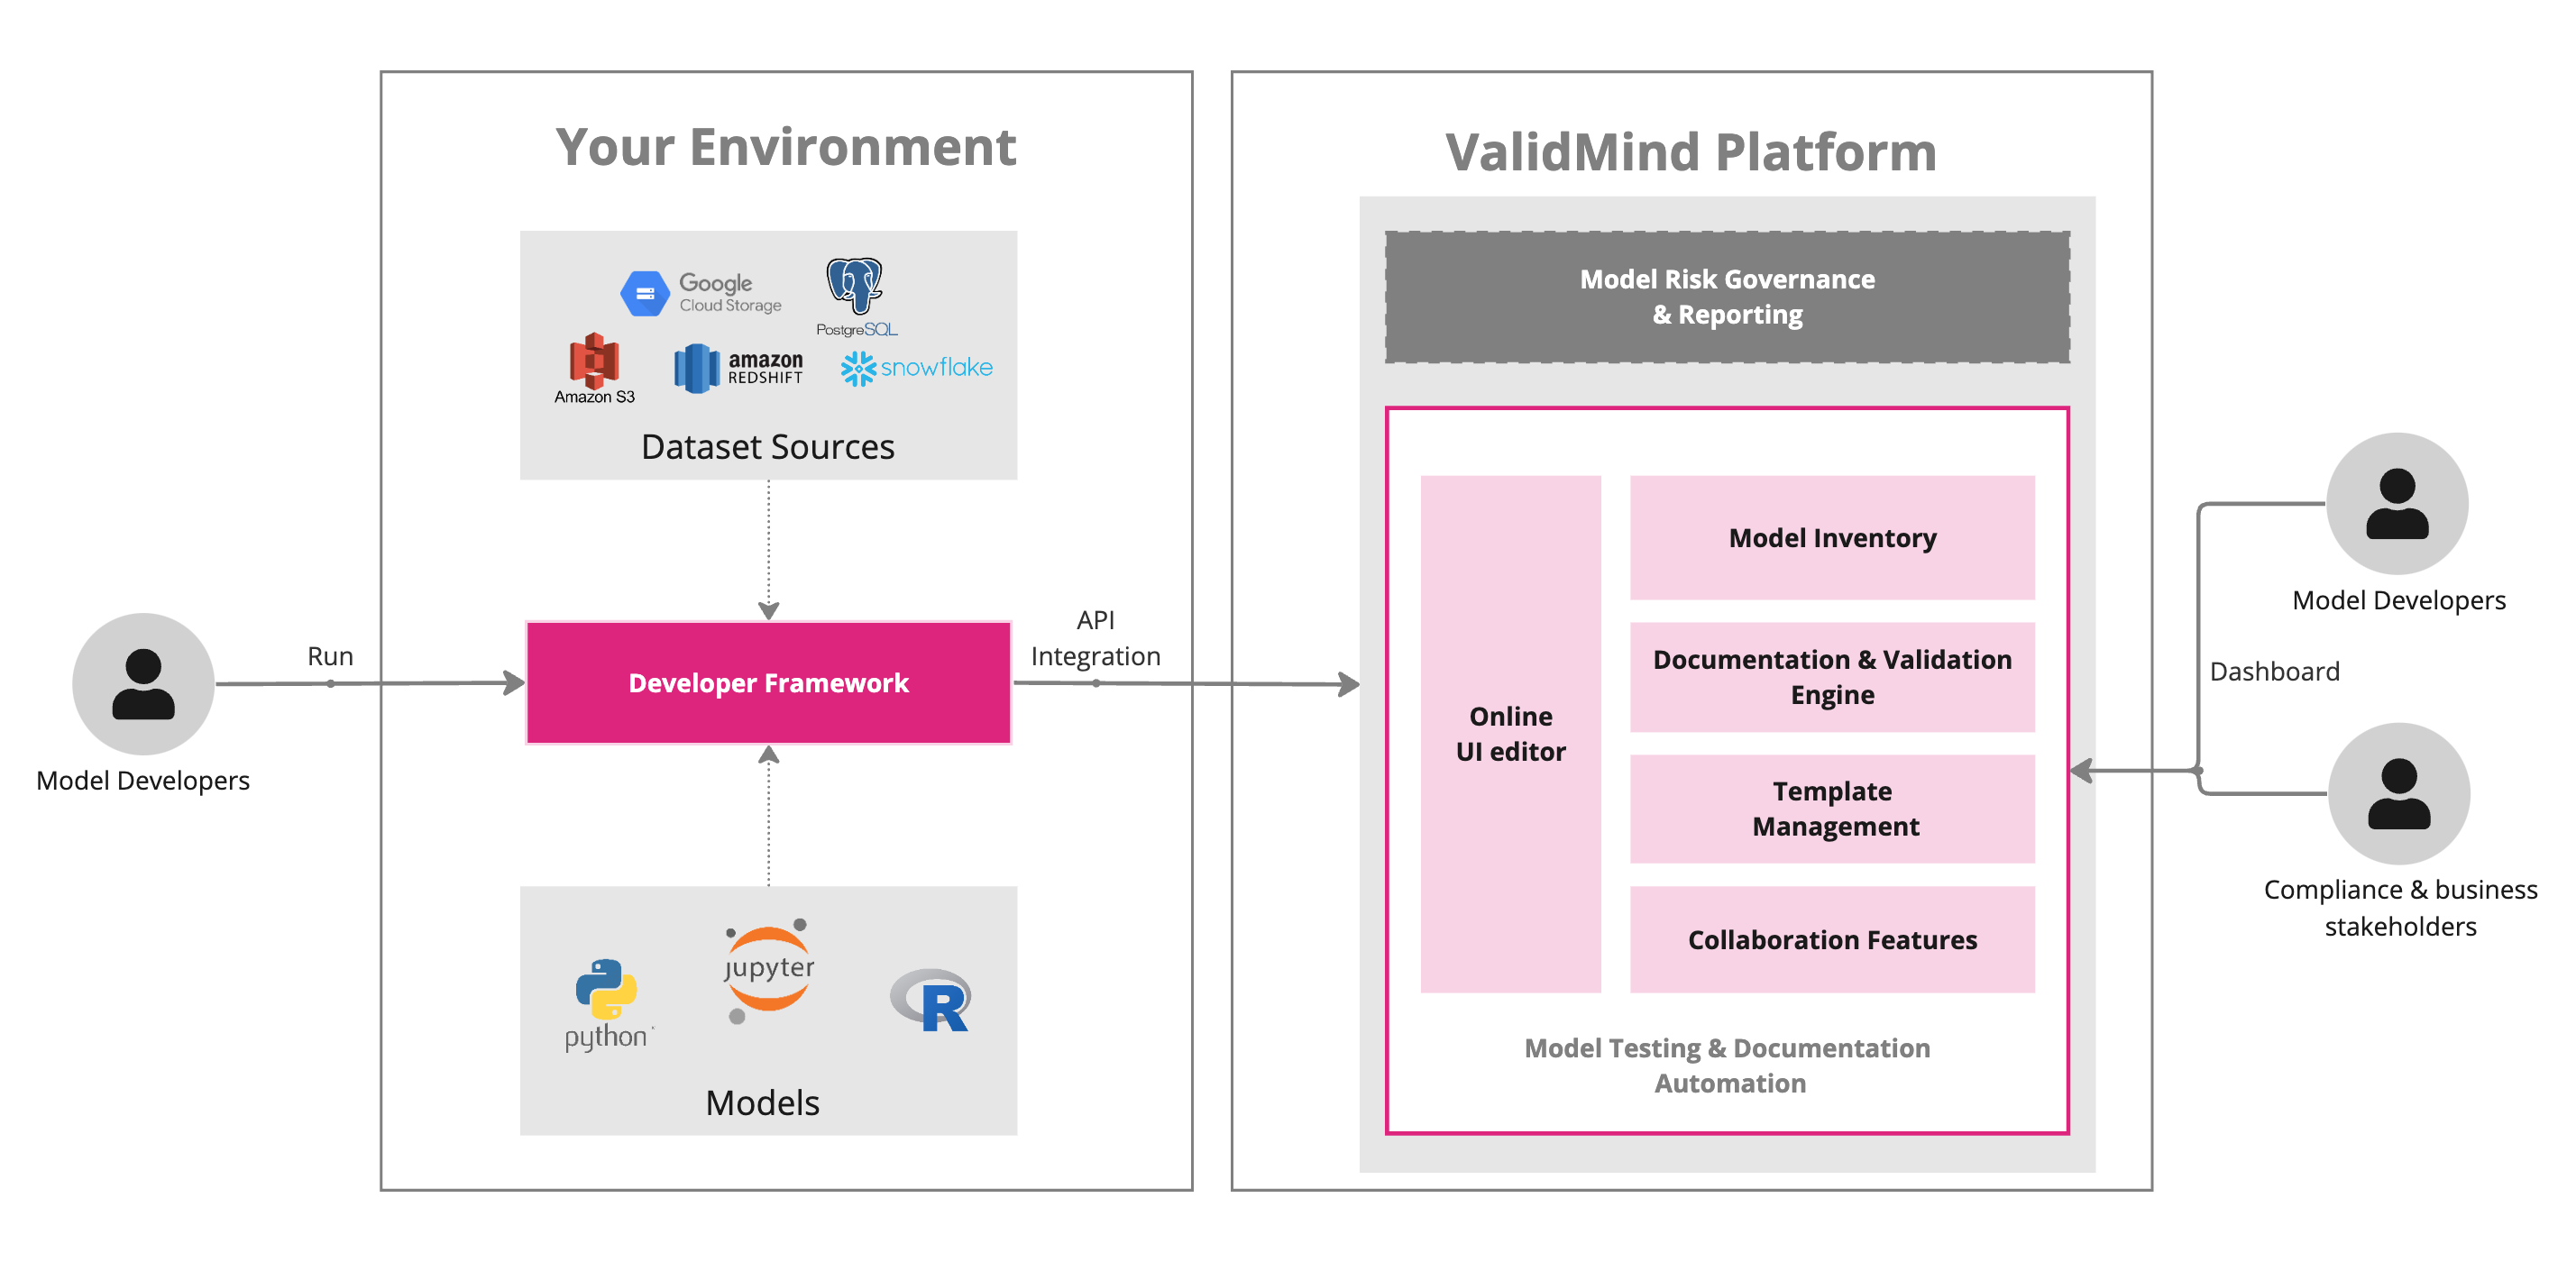 Your Environment
Google
Cloud Storage
PostgreSQL
Amazon S3
amazon
REDSHIFT
snowflake
Dataset Sources
Model Developers
Run
Developer Framework
API
Integration
python
jupyter
R
Models
ValidMind Platform
Model Risk Governance
& Reporting
Online
UI editor
Model Inventory
Documentation & Validation
Engine
Template
Management
Collaboration Features
Model Testing & Documentation
Automation
Model Developers
Dashboard
Compliance & business
stakeholders